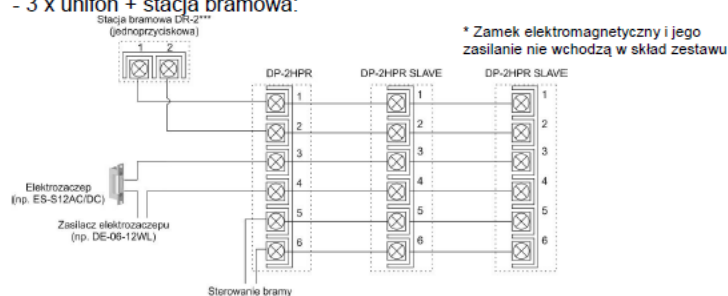 - 3 x unifon + stacja bramowa:
Stacja bramowa DR-2***
(jednoprzyciskowa)
* Zamek elektromagnetyczny i jego
zasilanie nie wchodzą w skład zestawu
1 2
DP-2HPR
DP-2HPR SLAVE
DP-2HPR SLAVE
1 1 1
2 2 2
3 3 3
4 4 4
5 5 5
6 6 6
Elektrozaczep
(np. ES-S12AC/DC)
Zasilacz elektrozaczepu
(np. DE-06-12WL)
Sterowanie bramy